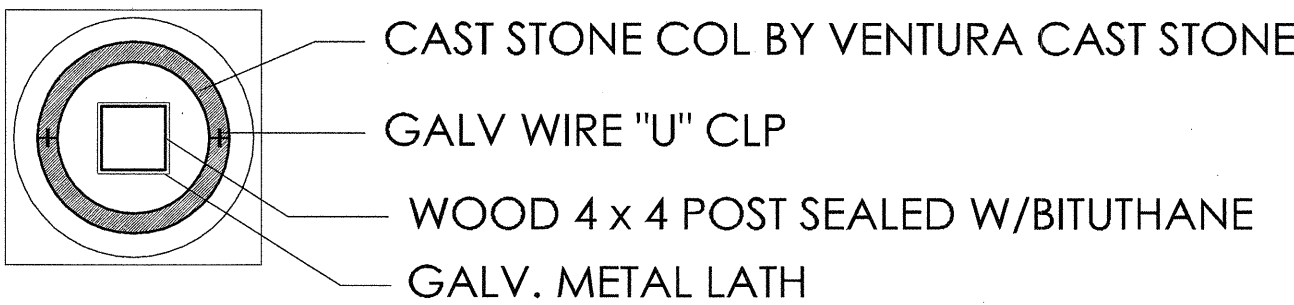 CAST STONE COL BY VENTURA CAST STONE
GALV WIRE "U" CLP
WOOD 4 x 4 POST SEALED W/BITUTHANE
GALV. METAL LATH